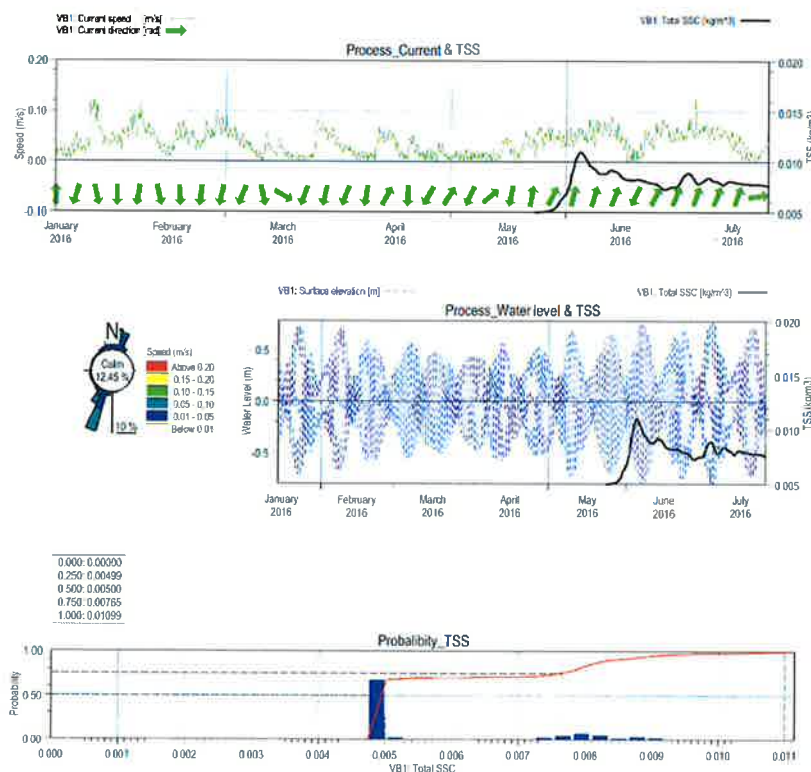 VB1: Current speed [m/s]
VB1: Current direction [rad]
VB1: Total SSC [kg/m^3]
Process_Current & TSS
0.20
0.10
0.00
-0.10
Speed (m/s)
0.020
0.015
0.010
0.005
TSS (kg/m3)
January
2016
February
2016
March
2016
April
2016
May
2016
June
2016
July
2016
VB1: Surface elevation [m]
VB1: Total SSC [kg/m^3]
Process_Water level & TSS
N
Calm
12.45 %
10 %
Speed (m/s)
Above 0.20
0.15 - 0.20
0.10 - 0.15
0.05 - 0.10
0.01 - 0.05
Below 0.01
Water Level (m)
0.5
0.0
-0.5
0.020
0.015
0.010
0.005
January
2016
February
2016
March
2016
April
2016
May
2016
June
2016
July
2016
0.000: 0.00000
0.250: 0.00499
0.500: 0.00500
0.750: 0.00765
1.000: 0.01099
Probalibity_TSS
Probability
1.00
0.50
0.00
0.000
0.001
0.002
0.003
0.004
0.005
0.006
0.007
0.008
0.009
0.010
0.011
VB1: Total SSC